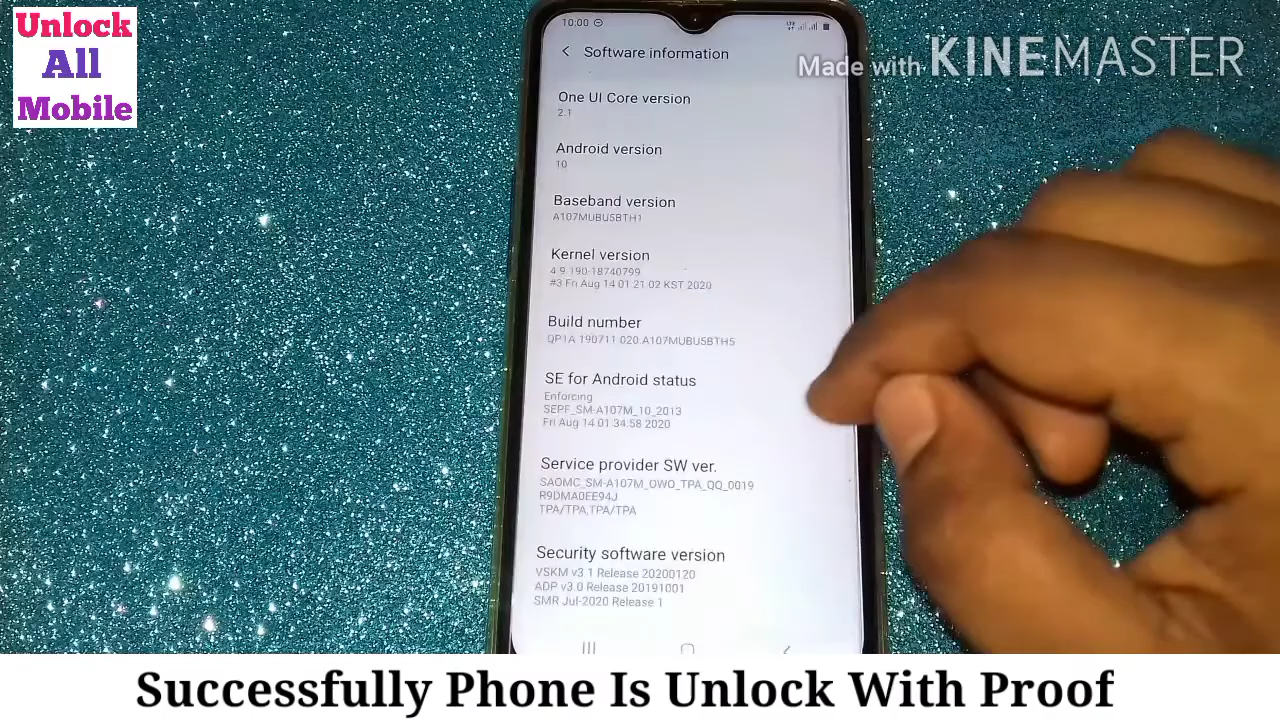 Unlock
All
Mobile
Made with KINEMASTER
10:00
LTE
Software information
One UI Core version
2.1
Android version
10
Baseband version
A107MUBU5BTH1
Kernel version
4.9.190-18740799
#3 Fri Aug 14 01:21:02 KST 2020
Build number
QP1A.190711.020.A107MUBU5BTH5
SE for Android status
Enforcing
SEPF_SM-A107M_10_2013
Fri Aug 14 01:34:58 2020
Service provider SW ver.
SAOMC_SM-A107M_OWO_TPA_QQ_0019
R9DMA0EE94J
TPA/TPA,TPA/TPA
Security software version
VSKM v3.1 Release 20200120
ADP v3.0 Release 20191001
SMR Jul-2020 Release 1
Successfully Phone Is Unlock With Proof